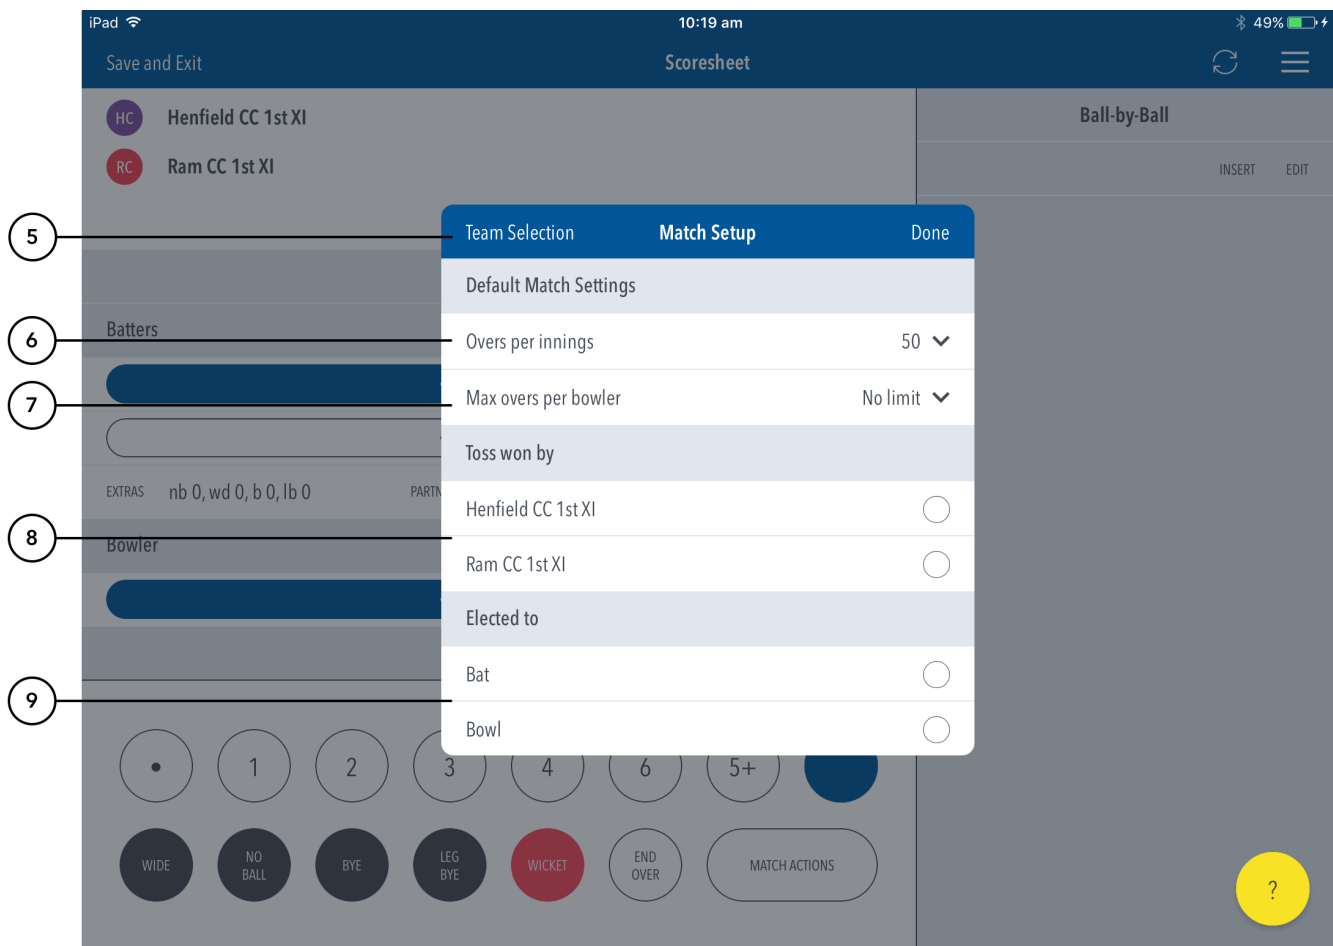 iPad 10:19 am 49%
Save and Exit Scoresheet
HC Henfield CC 1st XI
Ball-by-Ball
RC Ram CC 1st XI
INSERT EDIT
5 Team Selection Match Setup Done
Default Match Settings
Batters
6 Overs per innings 50
7 Max overs per bowler No limit
Toss won by
EXTRAS nb 0, wd 0, b 0, lb 0 PARTN
Henfield CC 1st XI
8
Bowler
Ram CC 1st XI
Elected to
Bat
9
Bowl
• 1 2 3 4 6 5+
WIDE NO BALL BYE LEG BYE WICKET END OVER MATCH ACTIONS
?